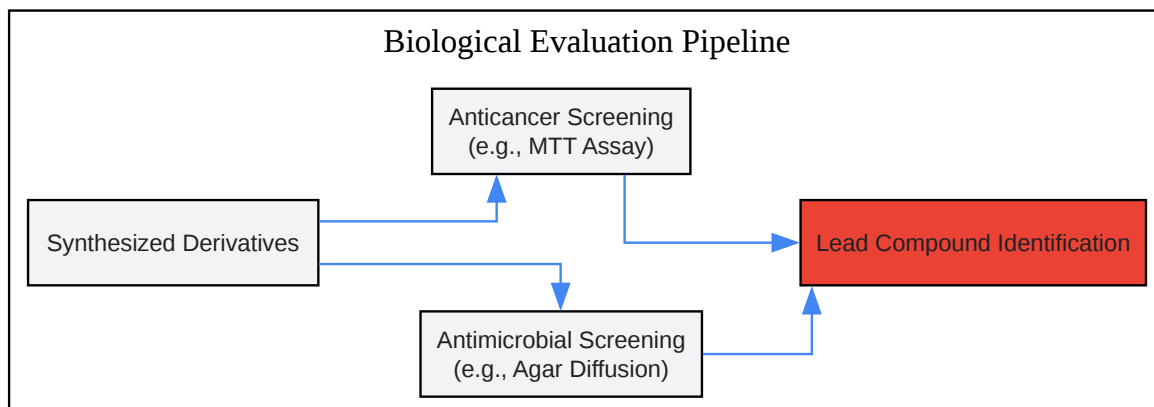 Biological Evaluation Pipeline
Anticancer Screening
(e.g., MTT Assay)
Synthesized Derivatives
Lead Compound Identification
Antimicrobial Screening
(e.g., Agar Diffusion)